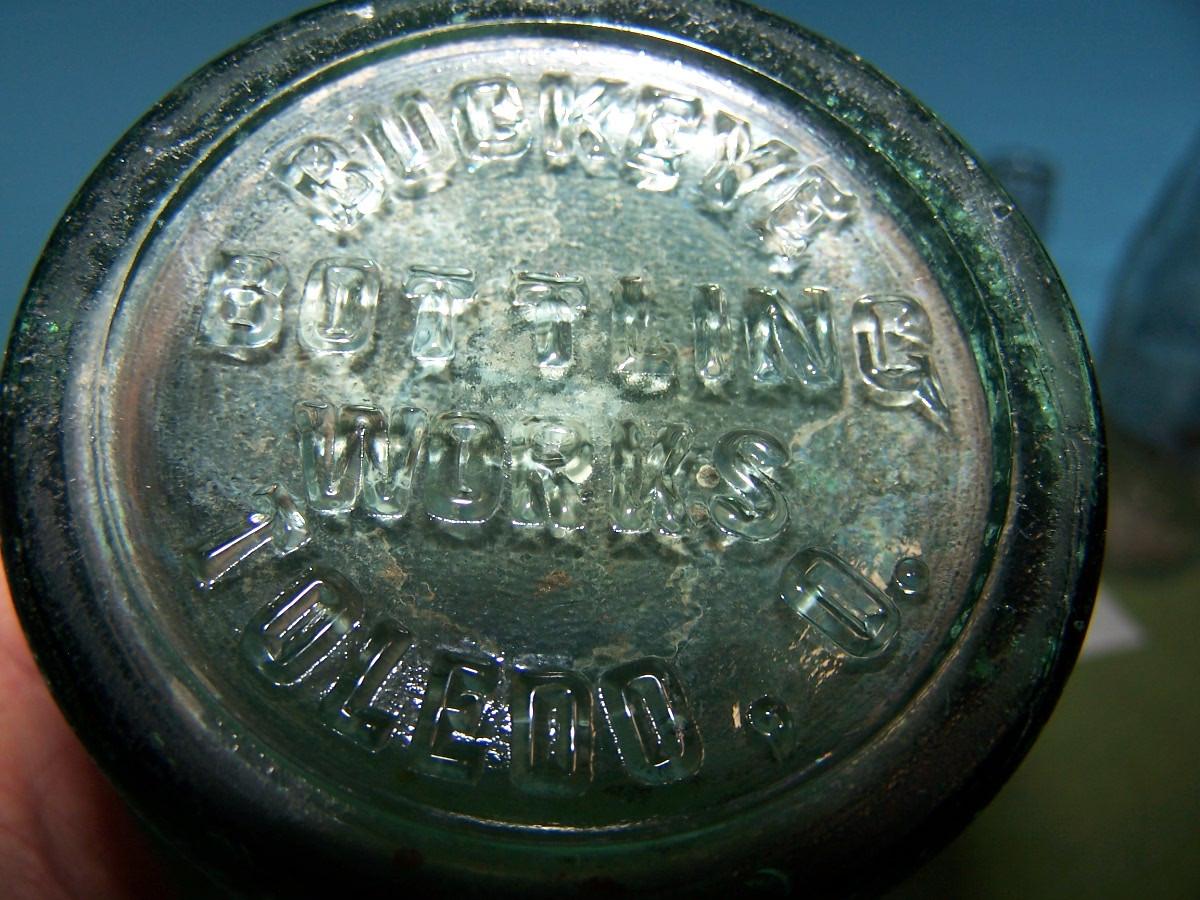 BUCKEYE
BOTTLING
WORKS
TOLEDO, O.